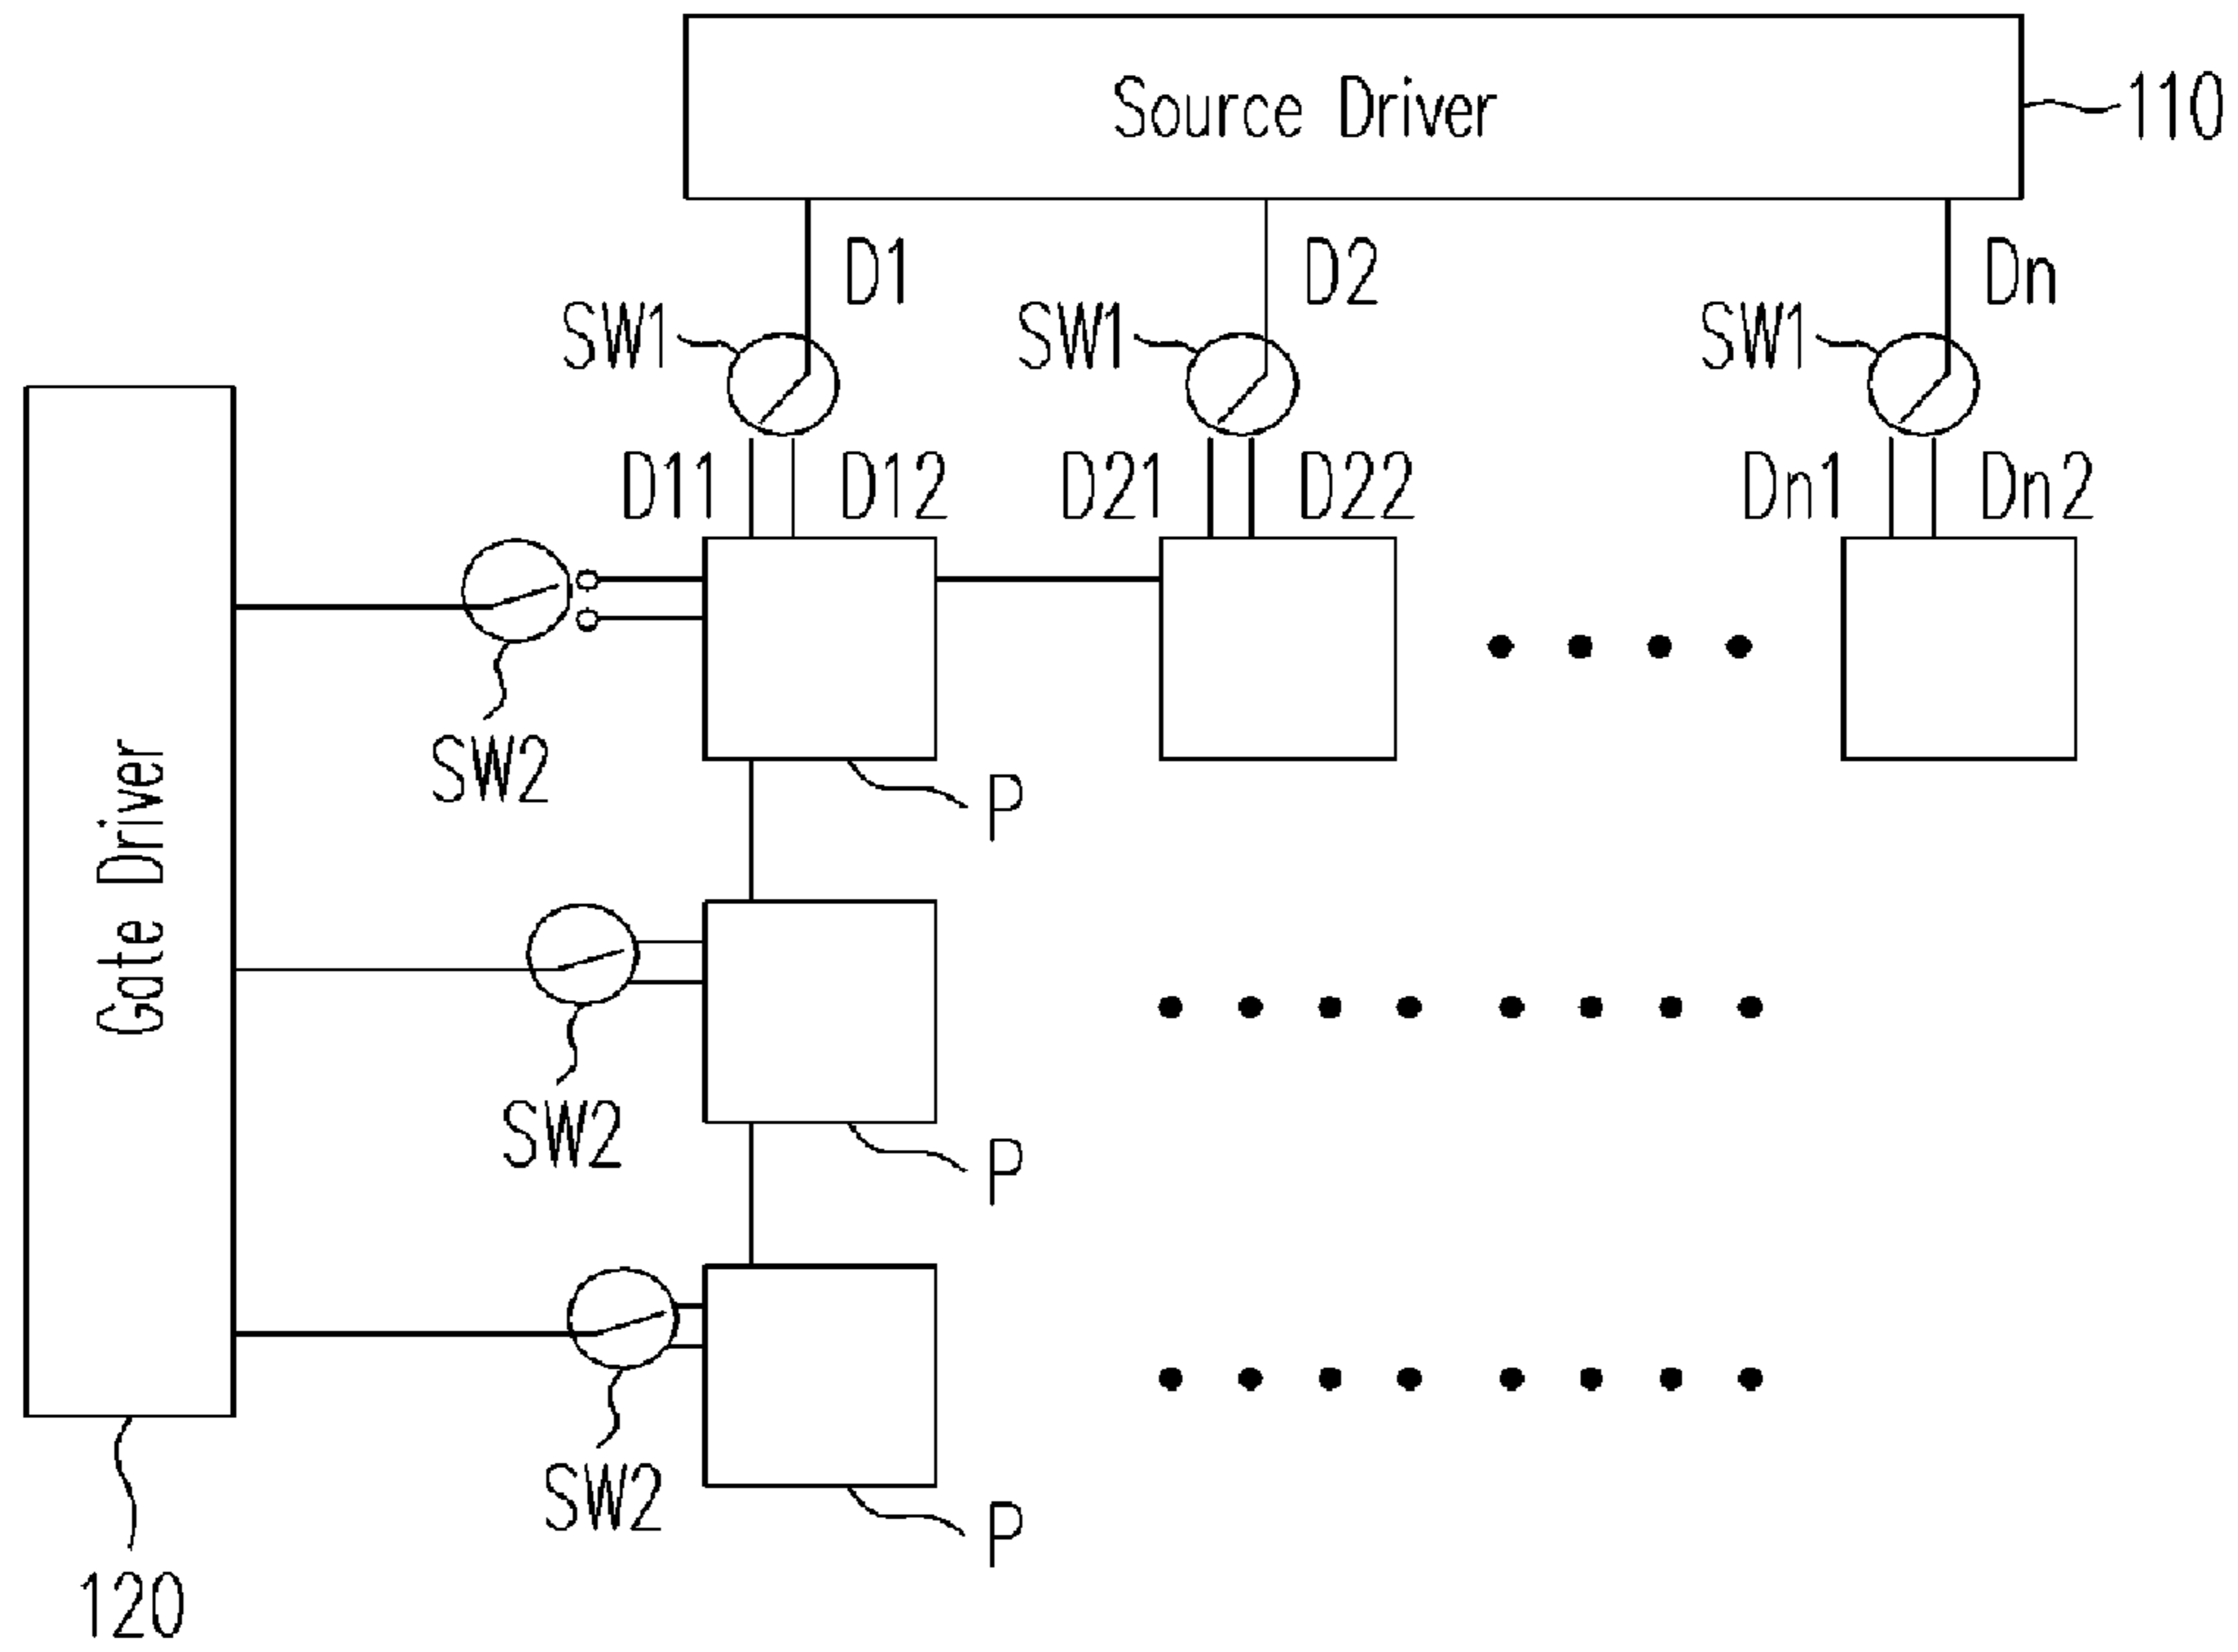 Source Driver
110
D1
D2
Dn
SW1
SW1
SW1
D11
D12
D21
D22
Dn1
Dn2
SW2
P
Gate Driver
SW2
P
SW2
P
120